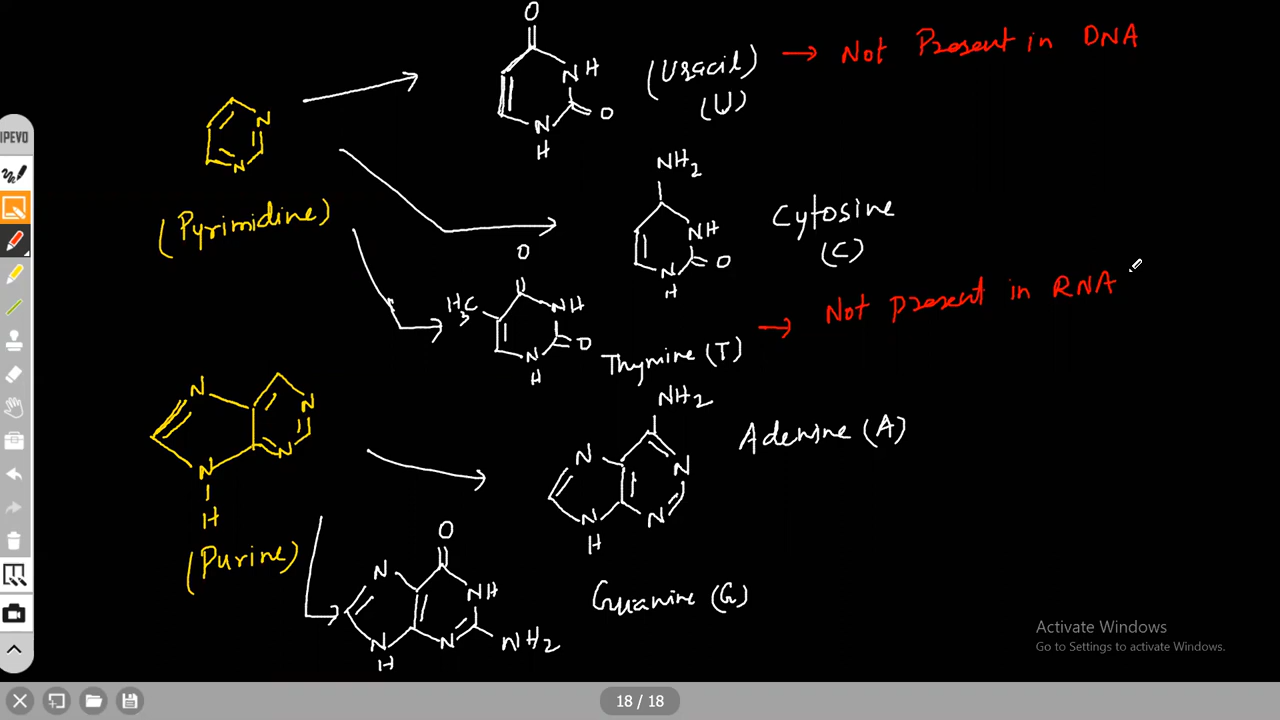 O
NH
O
N
H
(Uracil)
(U)
→ Not Present in DNA
IPEVO
N
N
(Pyrimidine)
NH2
NH
O
N
H
Cytosine
(C)
O
H3C
NH
O
N
H
Thymine (T)
→ Not present in RNA
N
N
N
N
H
(Purine)
NH2
N
N
N
N
H
Adenine (A)
O
N
NH
N
NH2
N
H
Guanine (G)
Activate Windows
Go to Settings to activate Windows.
18 / 18